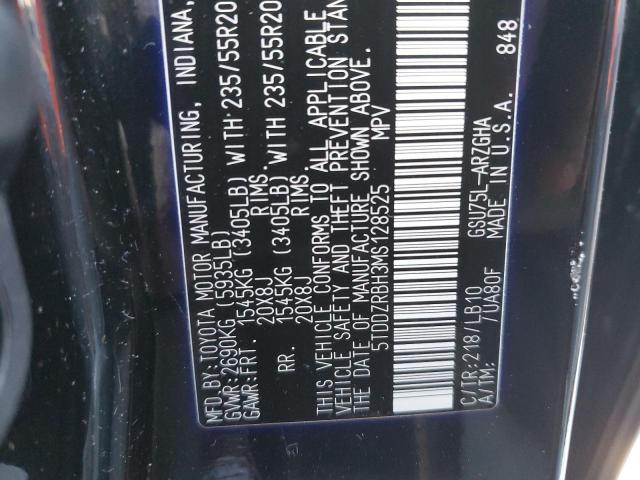 MFD.BY:TOYOTA MOTOR MANUFACTURING, INDIANA,
GVWR:2690KG (5935LB)
GAWR:FRT. 1545KG (3405LB) WITH 235/55R20
20X8J RIMS.
RR. 1545KG (3405LB) WITH 235/55R20
20X8J RIMS.
THIS VEHICLE CONFORMS TO ALL APPLICABLE
VEHICLE SAFETY AND THEFT PREVENTION STAN
DATE OF MANUFACTURE SHOWN ABOVE.
5TDDZRBH3MS128525 MPV
C/TR:218/LB10 GSU75L-ARZGHA
A/TM: /UA80F MADE IN U.S.A. 848